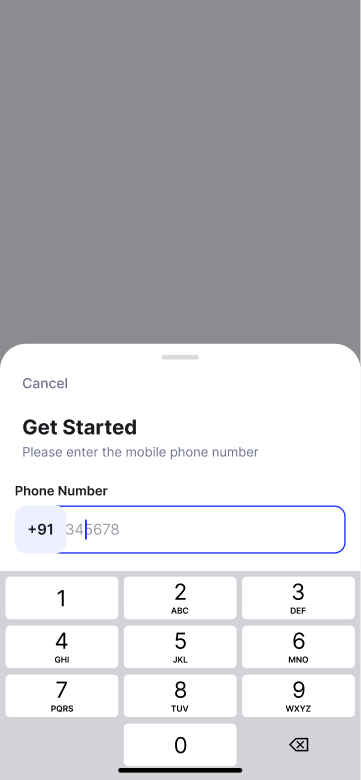 Cancel
Get Started
Please enter the mobile phone number
Phone Number
+91 345678
1
2
ABC
3
DEF
4
GHI
5
JKL
6
MNO
7
PQRS
8
TUV
9
WXYZ
0